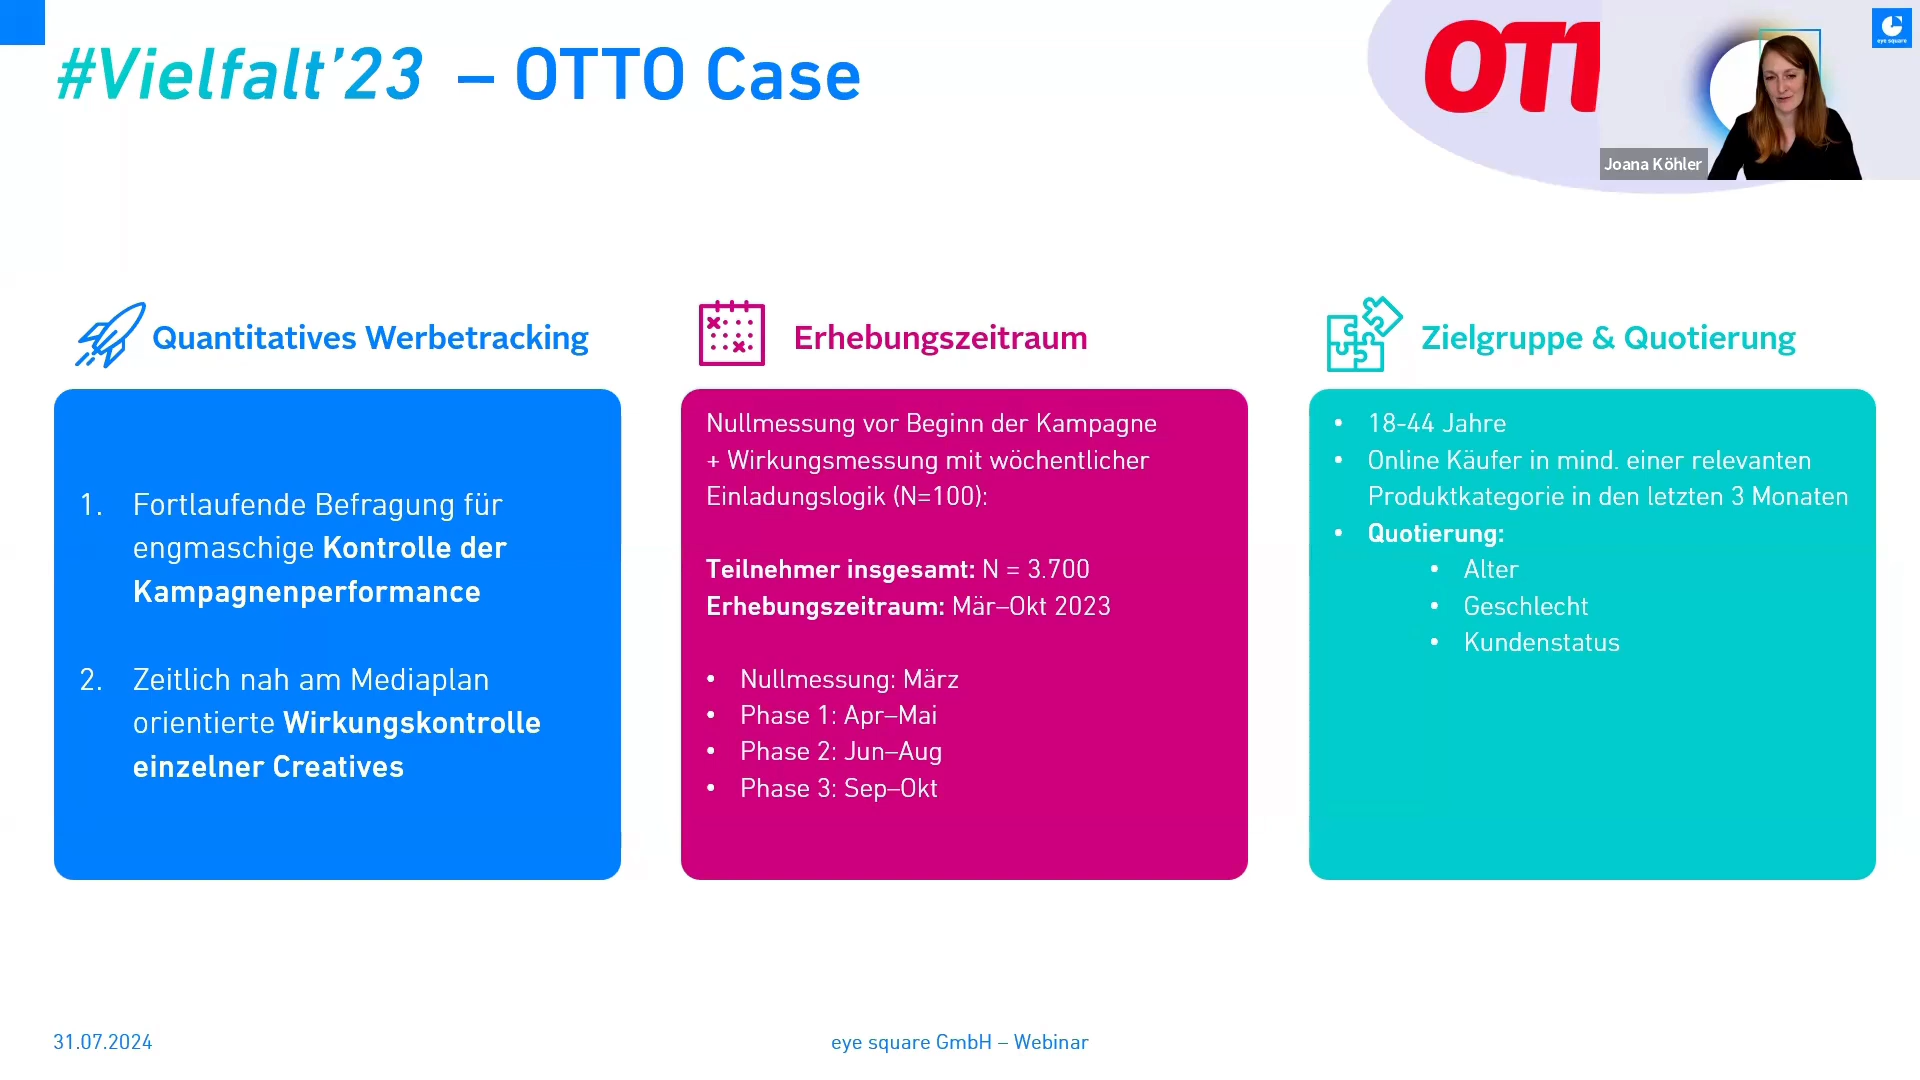 #Vielfalt’23 – OTTO Case
OTT
eye square
Joana Köhler
Quantitatives Werbetracking
1. Fortlaufende Befragung für
engmaschige Kontrolle der
Kampagnenperformance
2. Zeitlich nah am Mediaplan
orientierte Wirkungskontrolle
einzelner Creatives
Erhebungszeitraum
Nullmessung vor Beginn der Kampagne
+ Wirkungsmessung mit wöchentlicher
Einladungslogik (N=100):
Teilnehmer insgesamt: N = 3.700
Erhebungszeitraum: Mär–Okt 2023
• Nullmessung: März
• Phase 1: Apr–Mai
• Phase 2: Jun–Aug
• Phase 3: Sep–Okt
Zielgruppe & Quotierung
• 18-44 Jahre
• Online Käufer in mind. einer relevanten
Produktkategorie in den letzten 3 Monaten
• Quotierung:
• Alter
• Geschlecht
• Kundenstatus
31.07.2024
eye square GmbH – Webinar